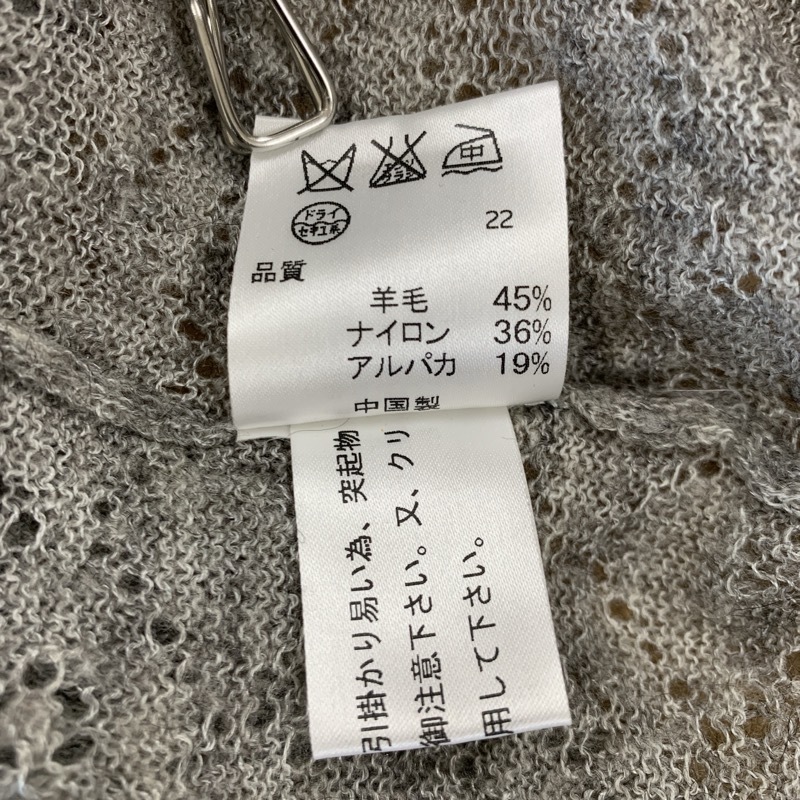 中
ドライ
セキユ系
22
品質
羊毛 45%
ナイロン 36%
アルパカ 19%
中国製
引掛かり易い為、突起物
御注意下さい。又、クリ
用して下さい。